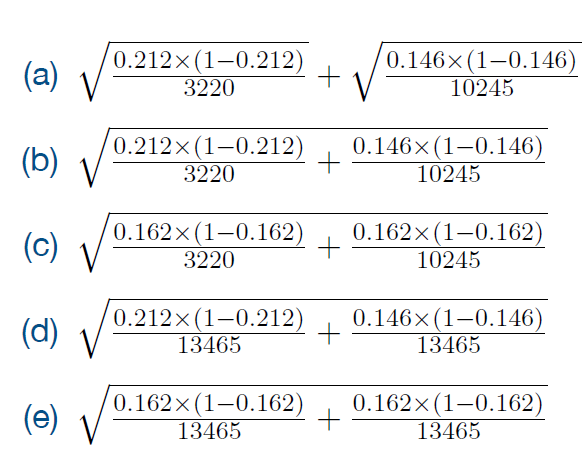 (a) √(0.212×(1−0.212)/3220) + √(0.146×(1−0.146)/10245)
(b) √(0.212×(1−0.212)/3220 + 0.146×(1−0.146)/10245)
(c) √(0.162×(1−0.162)/3220 + 0.162×(1−0.162)/10245)
(d) √(0.212×(1−0.212)/13465 + 0.146×(1−0.146)/13465)
(e) √(0.162×(1−0.162)/13465 + 0.162×(1−0.162)/13465)